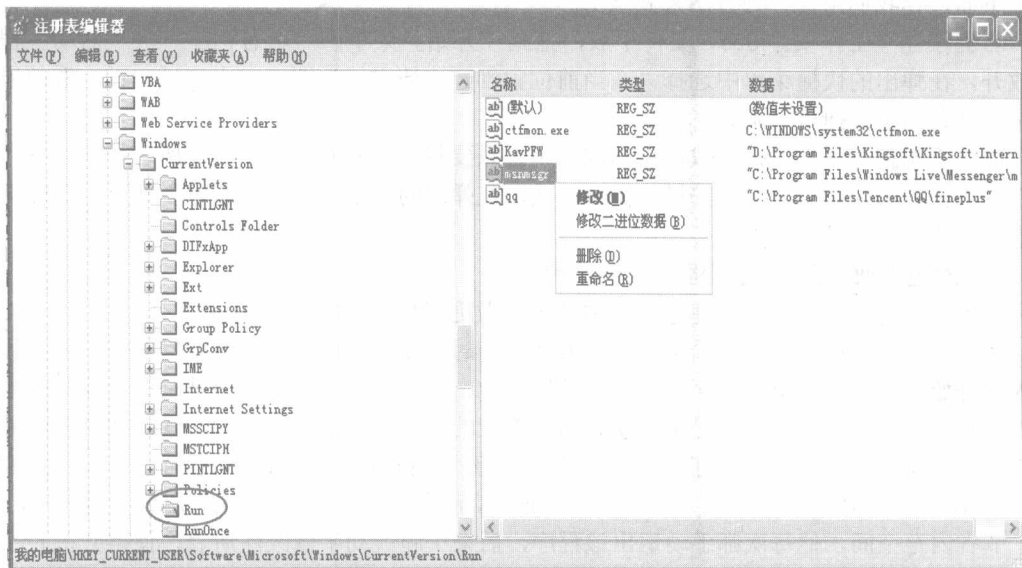 注册表编辑器
文件(F) 编辑(E) 查看(V) 收藏夹(A) 帮助(H)
VBA
WAB
Web Service Providers
Windows
CurrentVersion
Applets
CINTLGNT
Controls Folder
DIFxApp
Explorer
Ext
Extensions
Group Policy
GrpConv
IME
Internet
Internet Settings
MSSCIPY
MSTCIPH
PINTLGNT
Policies
Run
RunOnce
名称 类型 数据
(默认) REG_SZ (数值未设置)
ctfmon.exe REG_SZ C:\WINDOWS\system32\ctfmon.exe
KavPFW REG_SZ "D:\Program Files\Kingsoft\Kingsoft Intern
msnmsgr REG_SZ "C:\Program Files\Windows Live\Messenger\m
qq "C:\Program Files\Tencent\QQ\fineplus"
修改(M)
修改二进位数据(B)
删除(D)
重命名(R)
我的电脑\HKEY_CURRENT_USER\Software\Microsoft\Windows\CurrentVersion\Run